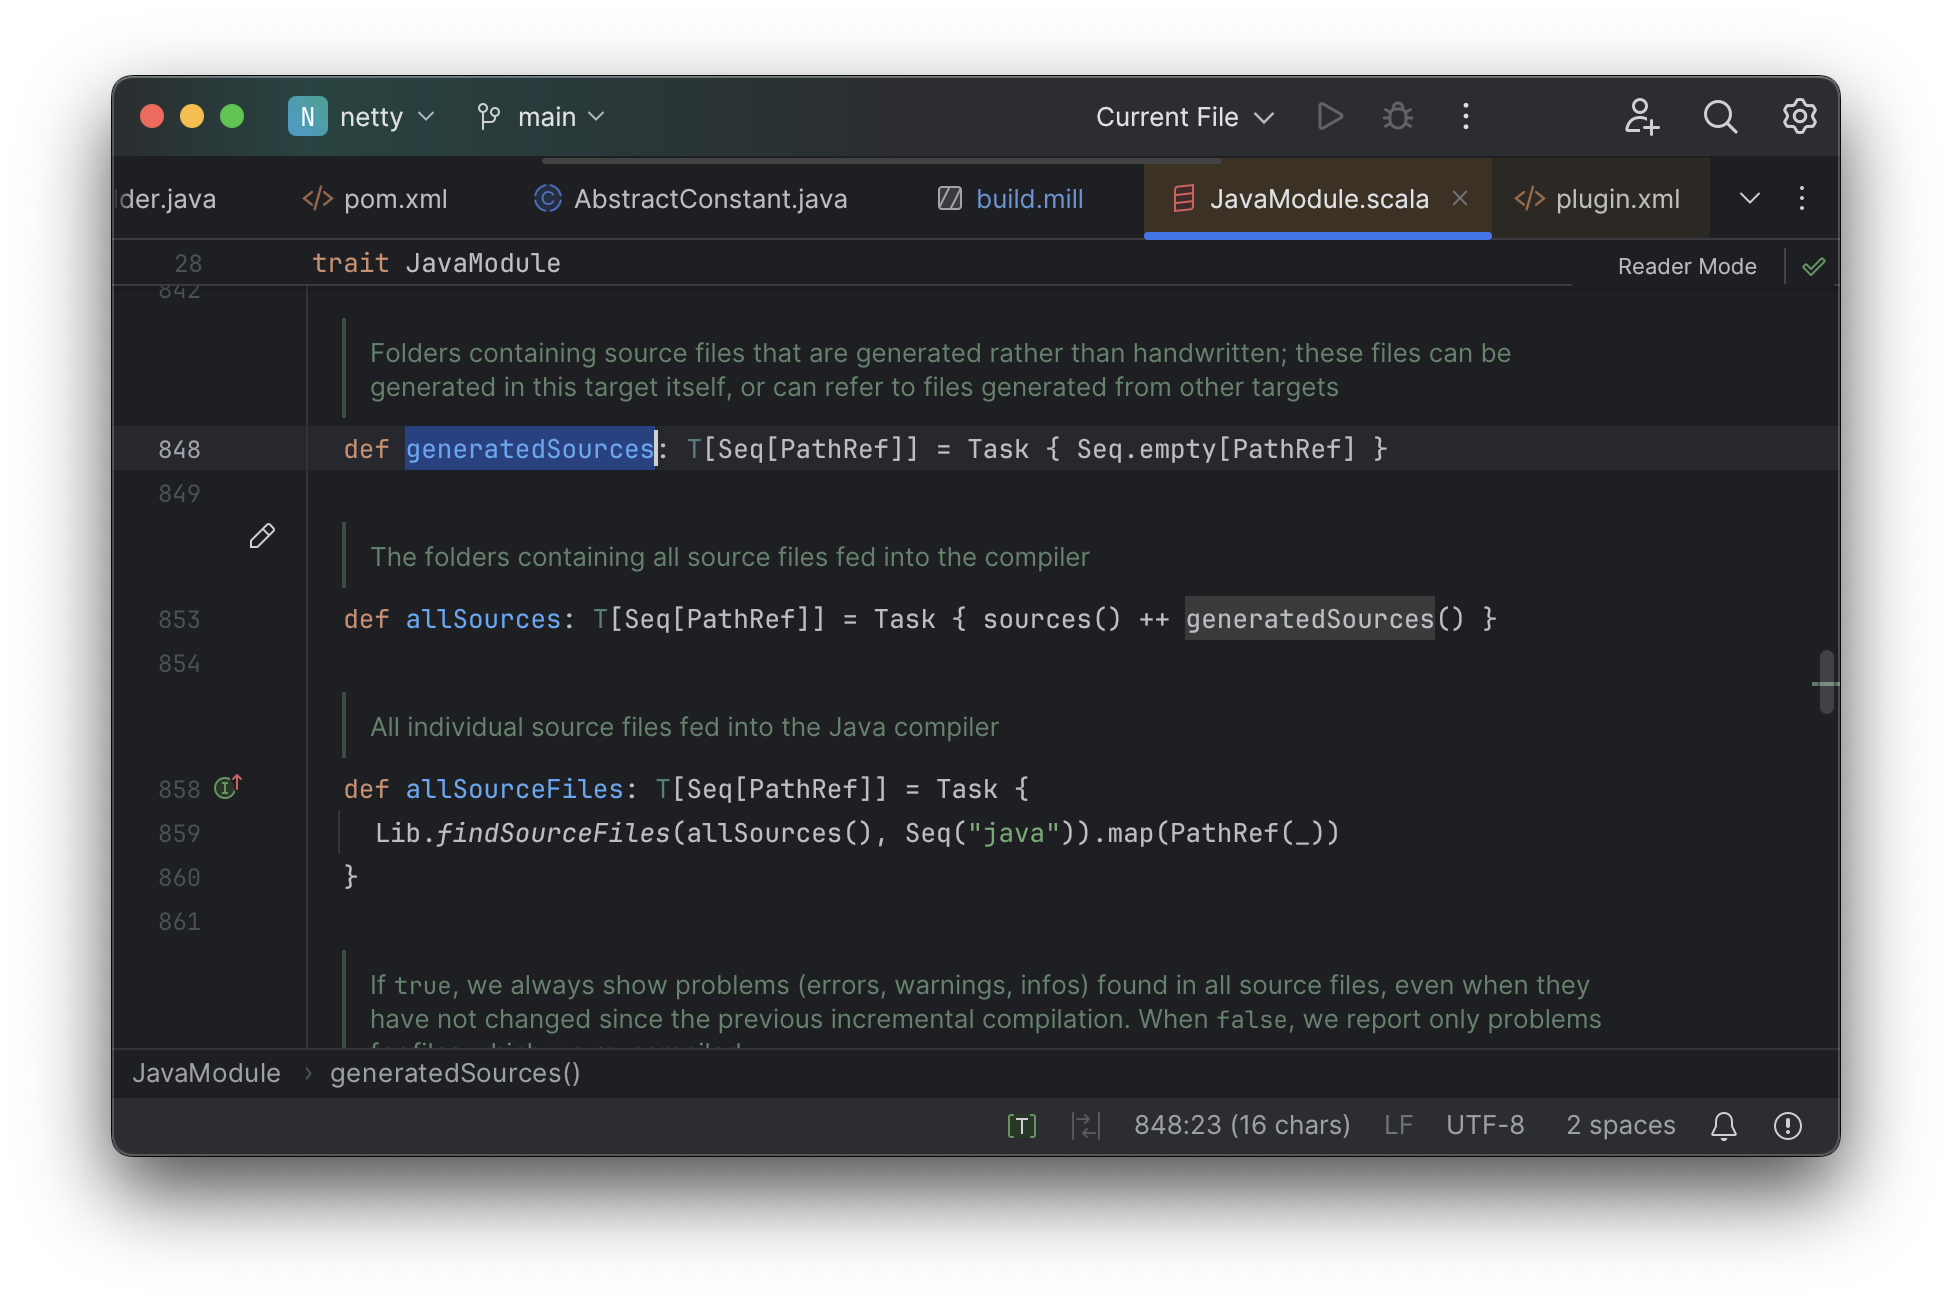 N netty main Current File
lder.java pom.xml AbstractConstant.java build.mill JavaModule.scala plugin.xml
28 trait JavaModule Reader Mode
842
Folders containing source files that are generated rather than handwritten; these files can be
generated in this target itself, or can refer to files generated from other targets
848 def generatedSources: T[Seq[PathRef]] = Task { Seq.empty[PathRef] }
849
The folders containing all source files fed into the compiler
853 def allSources: T[Seq[PathRef]] = Task { sources() ++ generatedSources() }
854
All individual source files fed into the Java compiler
858 def allSourceFiles: T[Seq[PathRef]] = Task {
859 Lib.findSourceFiles(allSources(), Seq("java")).map(PathRef(_))
860 }
861
If true, we always show problems (errors, warnings, infos) found in all source files, even when they
have not changed since the previous incremental compilation. When false, we report only problems
JavaModule › generatedSources()
[T] 848:23 (16 chars) LF UTF-8 2 spaces